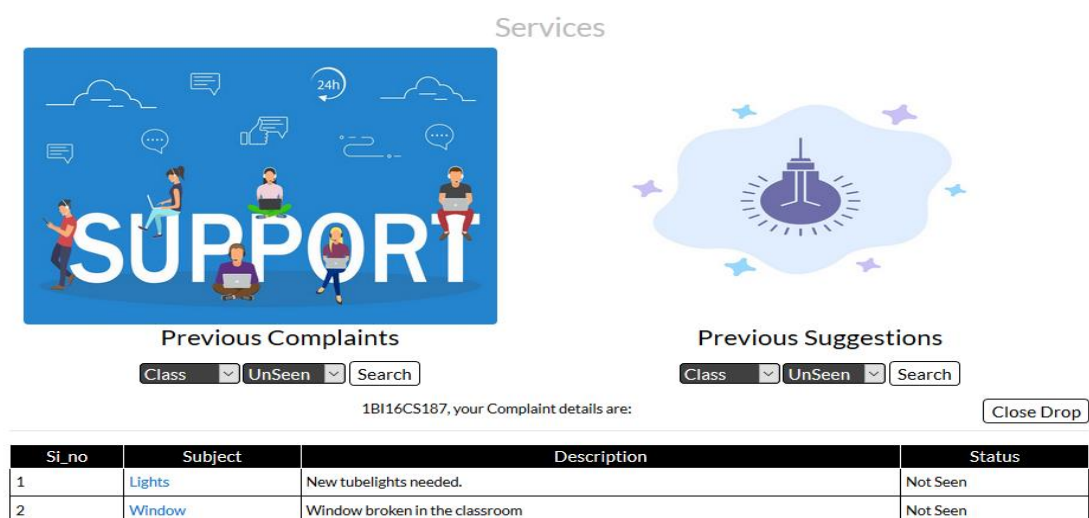 Services
24h
SUPPORT
Previous Complaints
Class UnSeen Search
Previous Suggestions
Class UnSeen Search
1BI16CS187, your Complaint details are:
Close Drop
Si_no Subject Description Status
1 Lights New tubelights needed. Not Seen
2 Window Window broken in the classroom Not Seen